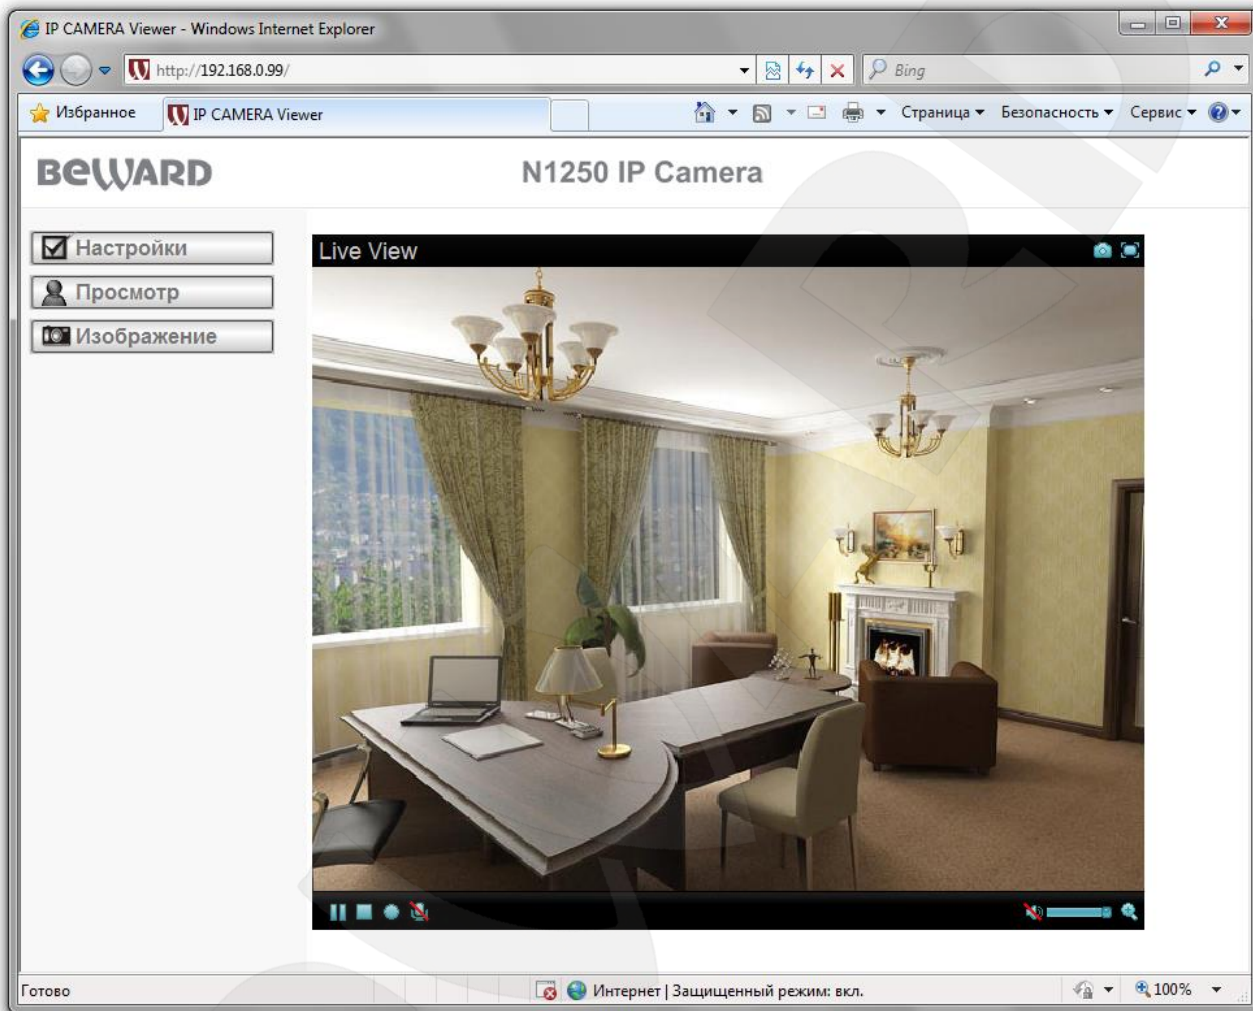 IP CAMERA Viewer - Windows Internet Explorer
http://192.168.0.99/
Bing
Избранное
IP CAMERA Viewer
Страница
Безопасность
Сервис
BEWARD
N1250 IP Camera
Настройки
Live View
Просмотр
Изображение
Готово
Интернет | Защищенный режим: вкл.
100%